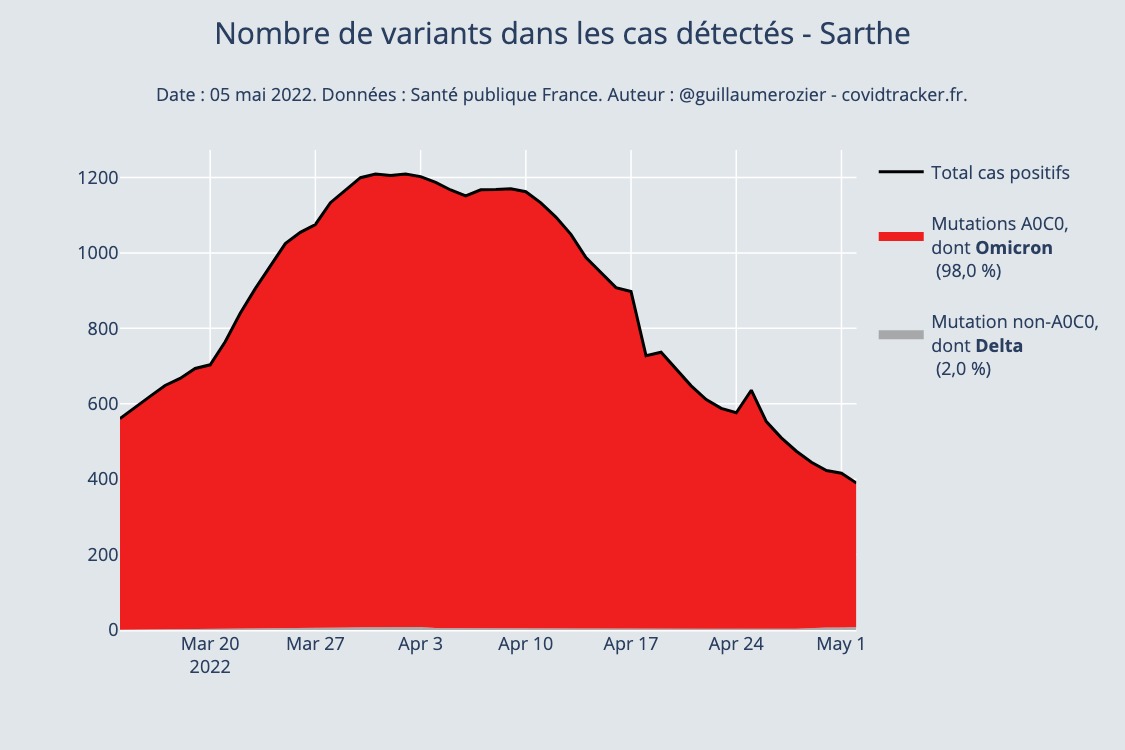 Nombre de variants dans les cas détectés - Sarthe
Date : 05 mai 2022. Données : Santé publique France. Auteur : @guillaumerozier - covidtracker.fr.
1200
1000
800
600
400
200
0
Mar 20
2022
Mar 27
Apr 3
Apr 10
Apr 17
Apr 24
May 1
Total cas positifs
Mutations A0C0,
dont Omicron
(98,0 %)
Mutation non-A0C0,
dont Delta
(2,0 %)